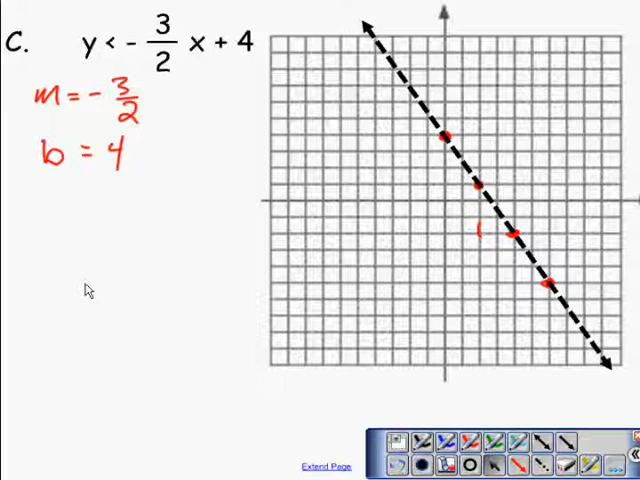 C. y < - 3/2 x + 4
m = - 3/2
b = 4
Extend Page